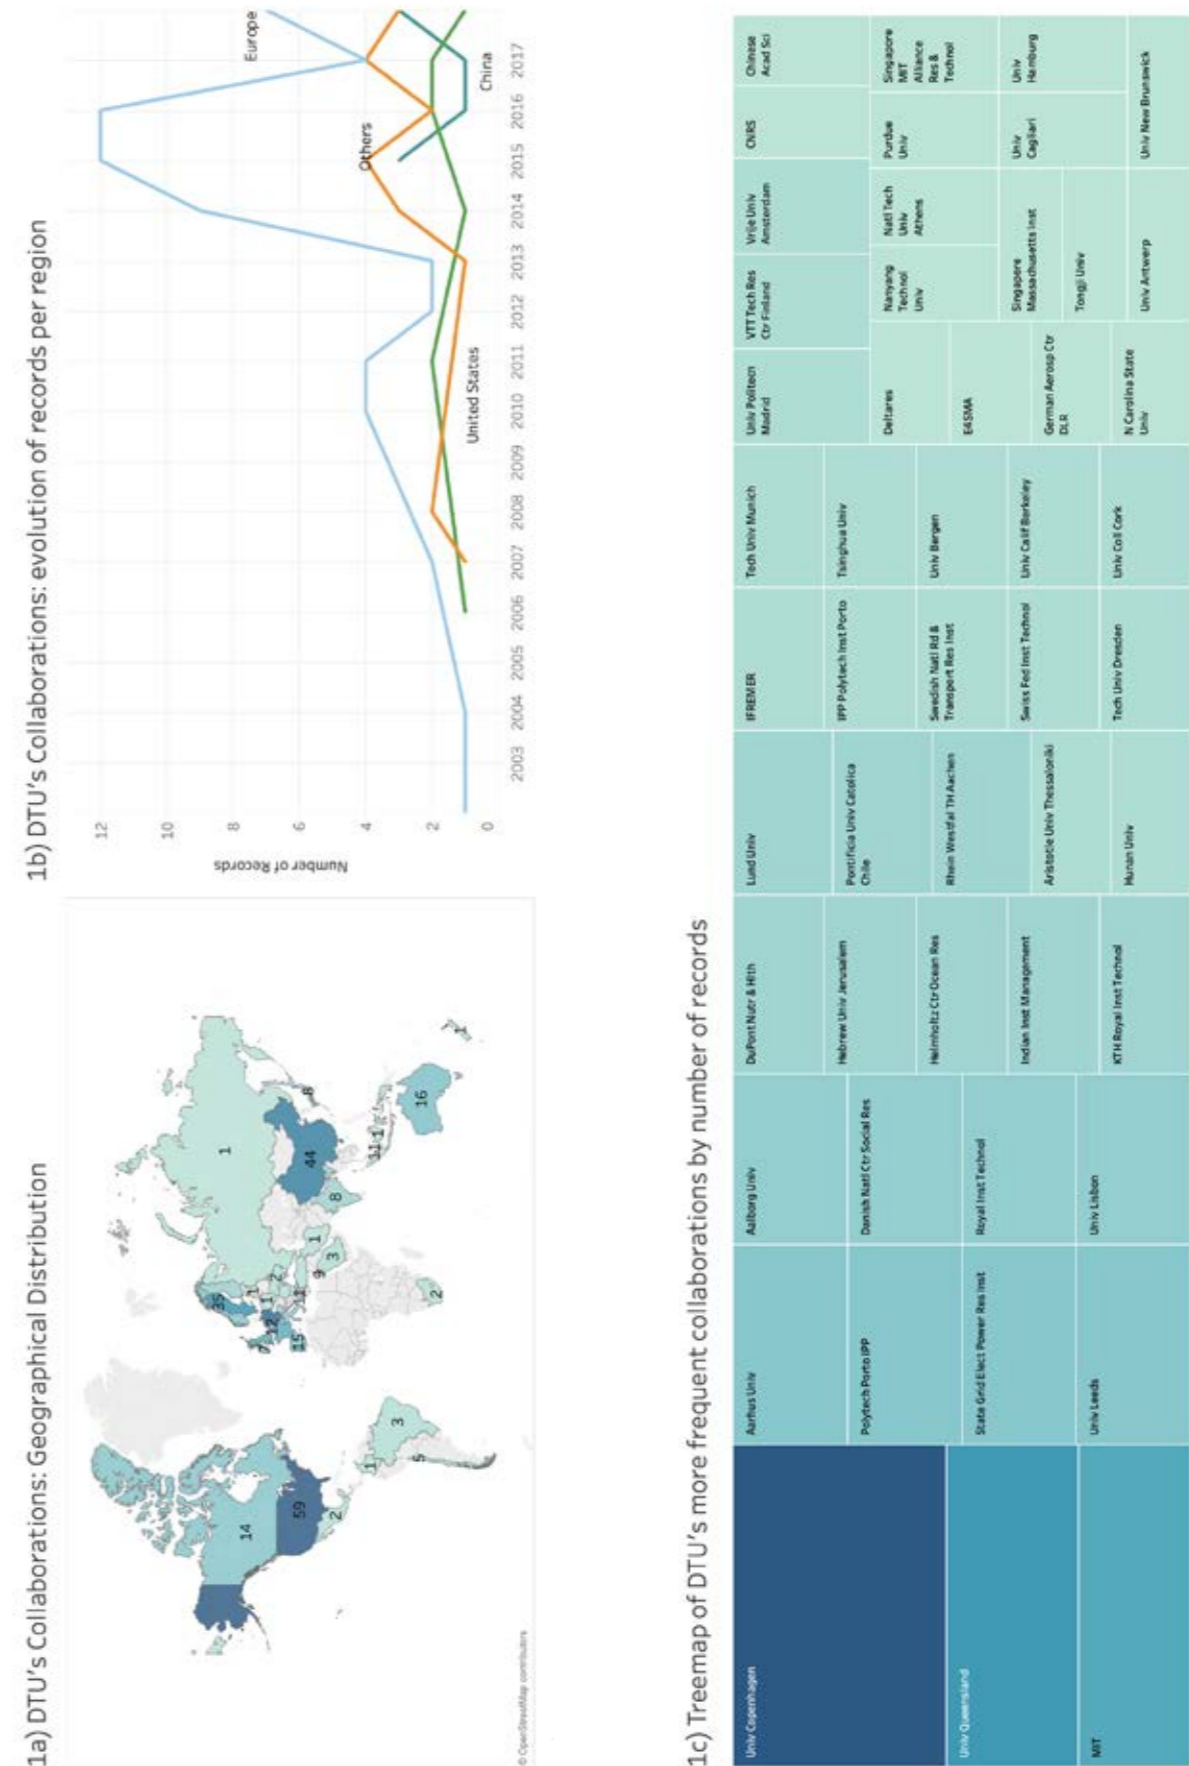 1a) DTU's Collaborations: Geographical Distribution
14
59
2
1
3
5
35
7
12
15
1
1
2
11
9
3
1
1
8
44
8
11
1
16
1
© OpenStreetMap contributors
1b) DTU's Collaborations: evolution of records per region
Number of Records
12
10
8
6
4
2
0
Europe
Others
China
United States
2003
2004
2005
2006
2007
2008
2009
2010
2011
2012
2013
2014
2015
2016
2017
1c) Treemap of DTU's more frequent collaborations by number of records
Univ Copenhagen
Univ Queensland
MIT
Aarhus Univ
Polytech Porto IPP
State Grid Elect Power Res Inst
Univ Leeds
Aalborg Univ
Danish Natl Ctr Social Res
Royal Inst Technol
Univ Lisbon
DuPont Nutr & Hlth
Hebrew Univ Jerusalem
Helmholtz Ctr Ocean Res
Indian Inst Management
KTH Royal Inst Technol
Lund Univ
Pontificia Univ Catolica
Chile
Rhein Westfal TH Aachen
Aristotle Univ Thessaloniki
Hunan Univ
IFREMER
IPP Polytech Inst Porto
Swedish Natl Rd &
Transport Res Inst
Swiss Fed Inst Technol
Tech Univ Dresden
Tech Univ Munich
Tsinghua Univ
Univ Bergen
Univ Calif Berkeley
Univ Coll Cork
Univ Politecn
Madrid
VTT Tech Res
Ctr Finland
Vrije Univ
Amsterdam
CNRS
Chinese
Acad Sci
Deltares
E4SMA
German Aerosp Ctr
DLR
N Carolina State
Univ
Nanyang
Technol
Univ
Natl Tech
Univ
Athens
Purdue
Univ
Singapore
MIT
Alliance
Res &
Technol
Singapore
Massachusetts Inst
Tongji Univ
Univ Antwerp
Univ
Cagliari
Univ
Hamburg
Univ New Brunswick